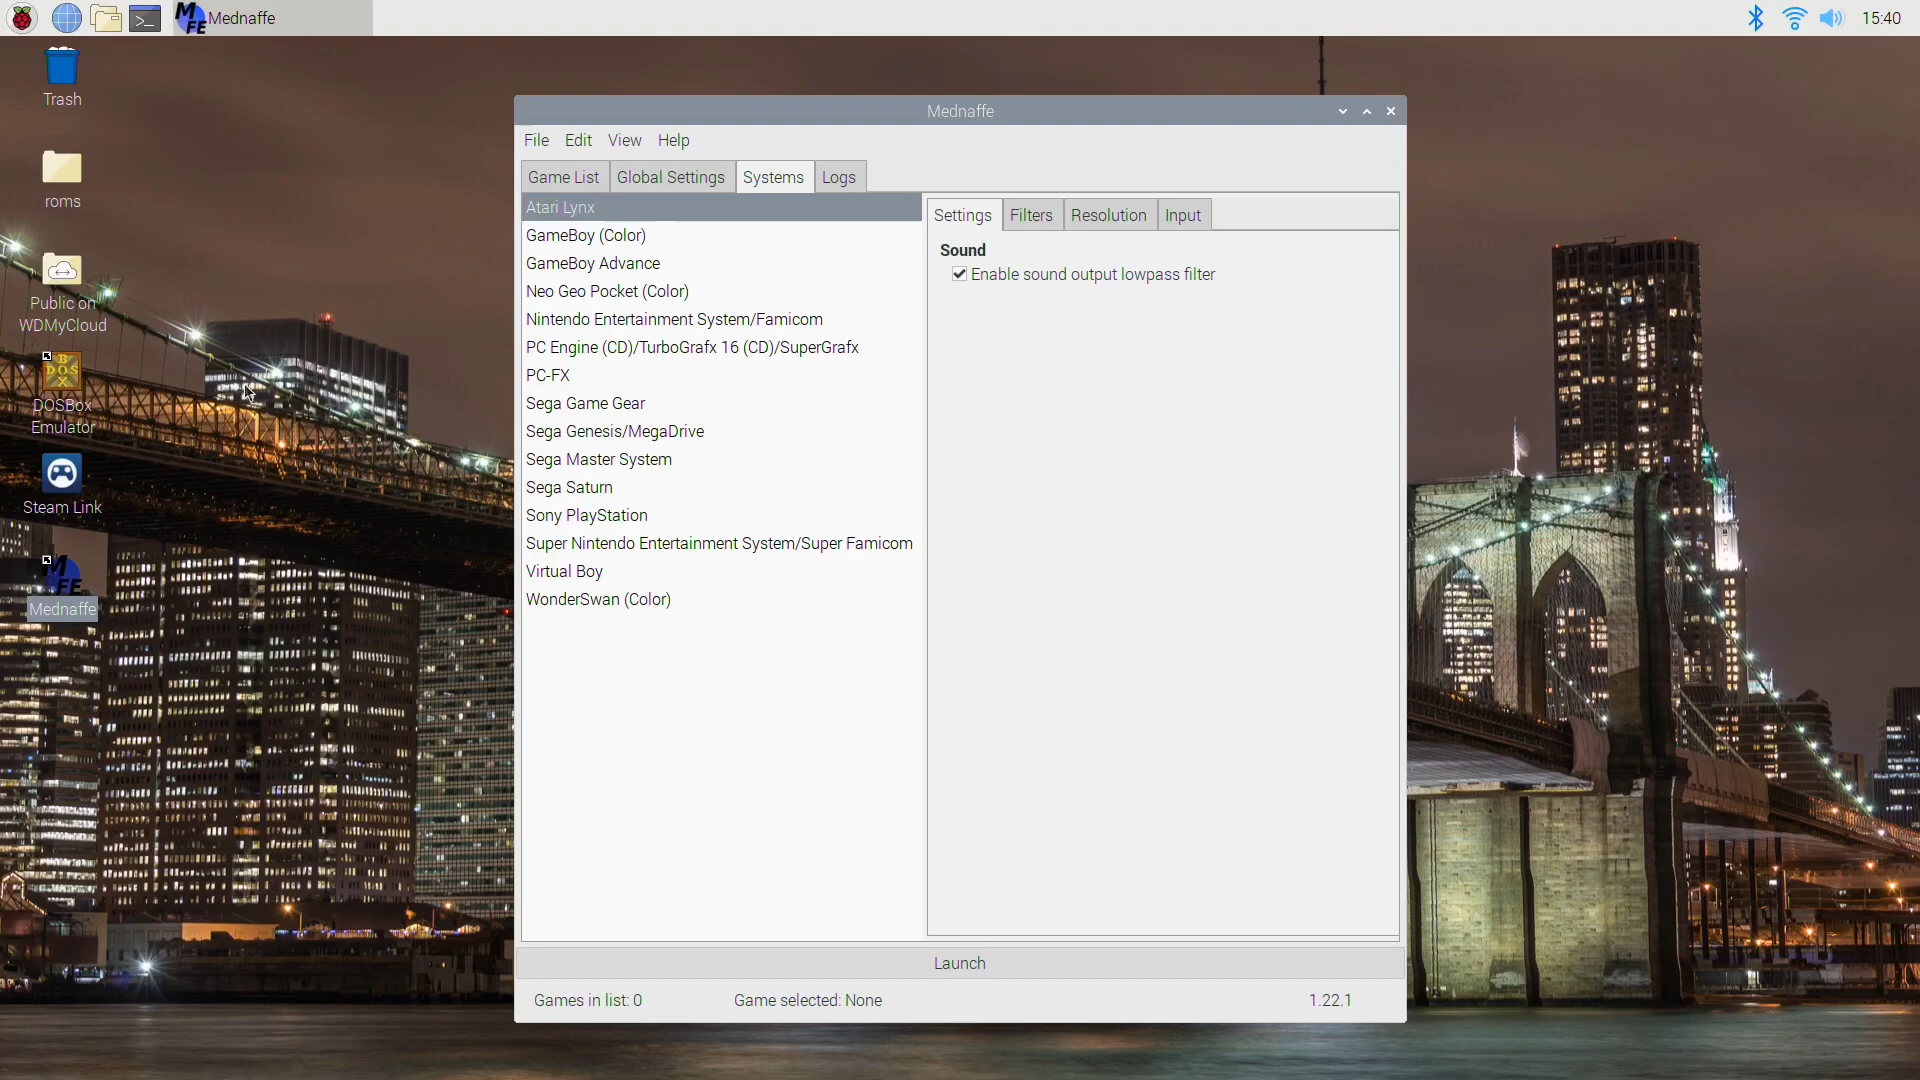 Mednaffe
15:40
Trash
roms
Public on
WDMyCloud
B
DOS
X
DOSBox
Emulator
Steam Link
MFE
Mednaffe
Mednaffe
File Edit View Help
Game List Global Settings Systems Logs
Atari Lynx
GameBoy (Color)
GameBoy Advance
Neo Geo Pocket (Color)
Nintendo Entertainment System/Famicom
PC Engine (CD)/TurboGrafx 16 (CD)/SuperGrafx
PC-FX
Sega Game Gear
Sega Genesis/MegaDrive
Sega Master System
Sega Saturn
Sony PlayStation
Super Nintendo Entertainment System/Super Famicom
Virtual Boy
WonderSwan (Color)
Settings Filters Resolution Input
Sound
Enable sound output lowpass filter
Launch
Games in list: 0 Game selected: None 1.22.1